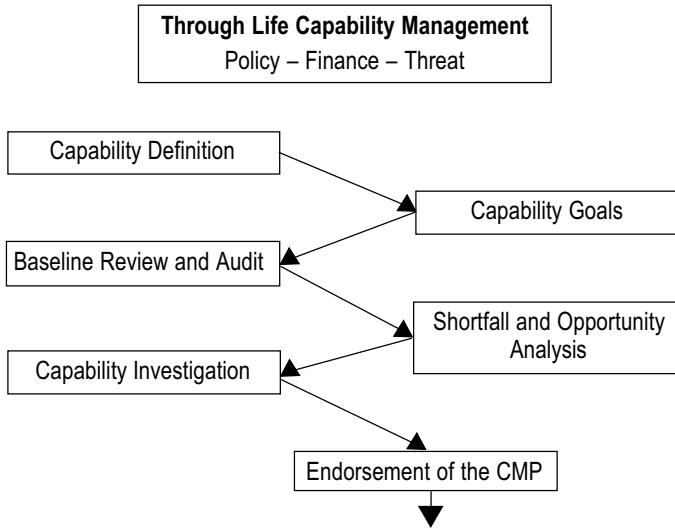 Through Life Capability Management
Policy – Finance – Threat
Capability Definition
Capability Goals
Baseline Review and Audit
Shortfall and Opportunity
Analysis
Capability Investigation
Endorsement of the CMP